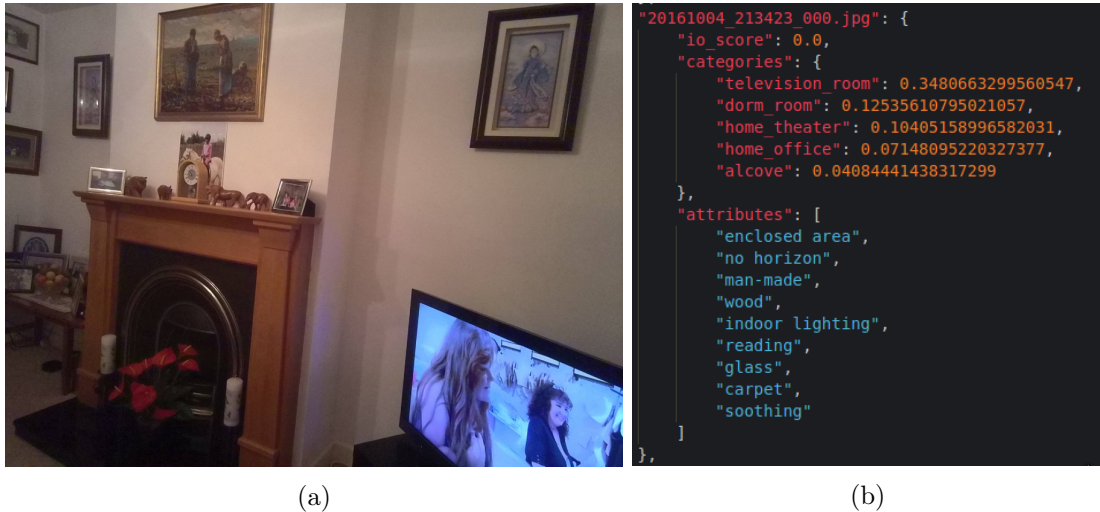 "20161004_213423_000.jpg": {
"io_score": 0.0,
"categories": {
"television_room": 0.3480663299560547,
"dorm_room": 0.12535610795021057,
"home_theater": 0.10405158996582031,
"home_office": 0.07148095220327377,
"alcove": 0.04084441438317299
},
"attributes": [
"enclosed area",
"no horizon",
"man-made",
"wood",
"indoor lighting",
"reading",
"glass",
"carpet",
"soothing"
]
},
(a)
(b)